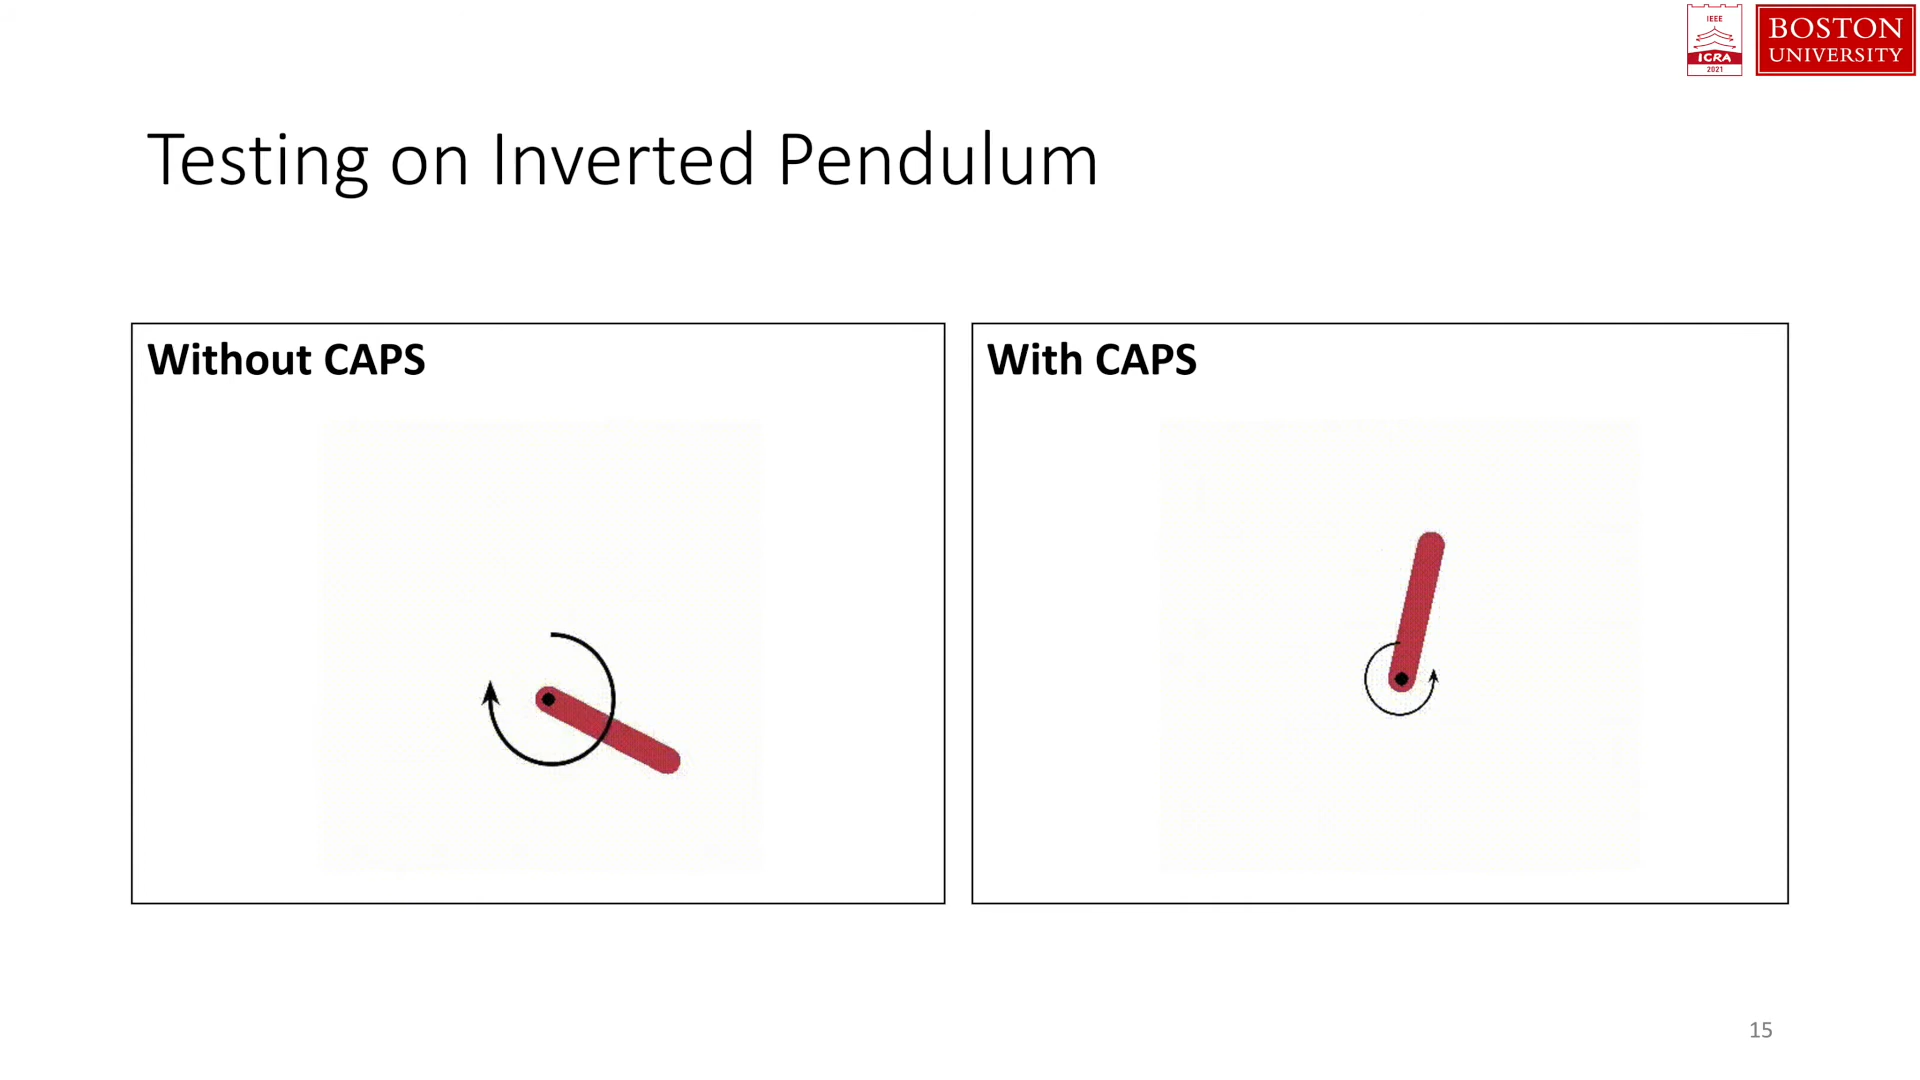 IEEE
ICRA
2021
BOSTON
UNIVERSITY
Testing on Inverted Pendulum
Without CAPS
With CAPS
15